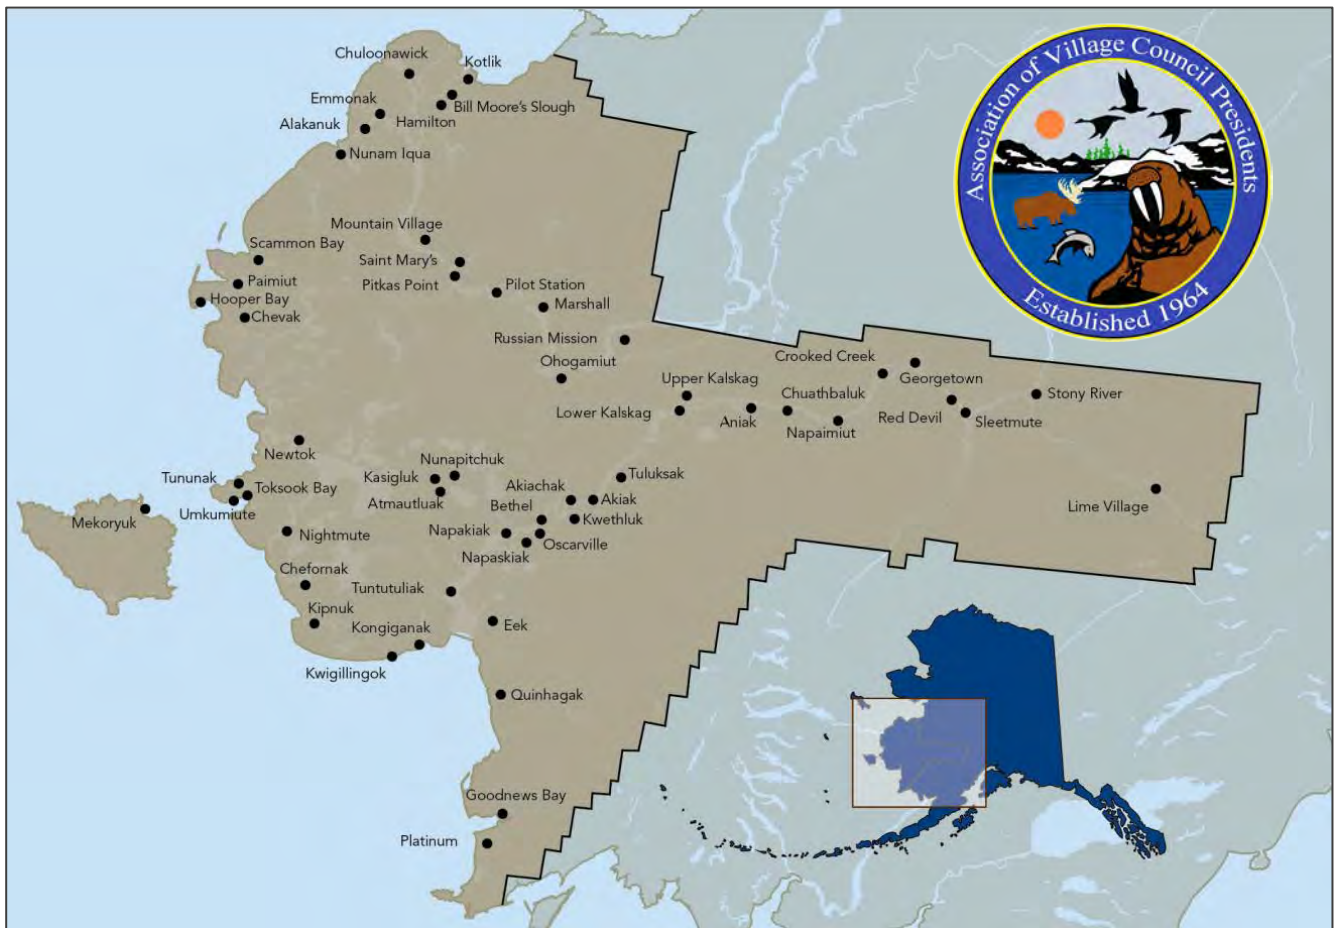 Chuloonawick
Kotlik
Emmonak
Hamilton
Bill Moore's Slough
Alakanuk
Nunam Iqua
Mountain Village
Scammon Bay
Saint Mary's
Paimiut
Pitkas Point
Pilot Station
Hooper Bay
Marshall
Chevak
Russian Mission
Ohogamiut
Crooked Creek
Georgetown
Upper Kalskag
Chuathbaluk
Stony River
Lower Kalskag
Aniak
Napaimiut
Red Devil
Sleetmute
Newtok
Nunapitchuk
Tununak
Kasigluk
Tuluksak
Toksook Bay
Akiachak
Akiak
Atmautluak
Umkumiute
Bethel
Lime Village
Mekoryuk
Kwethluk
Nightmute
Napakiak
Oscarville
Napaskiak
Chefornak
Tuntutuliak
Kipnuk
Kongiganak
Eek
Kwigillingok
Quinhagak
Goodnews Bay
Platinum
Association of Village Council Presidents
Established 1964